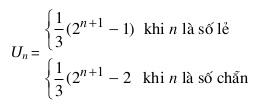 U_n = { 1/3 (2^{n+1} − 1) khi n là số lẻ
{ 1/3 (2^{n+1} − 2 khi n là số chẵn